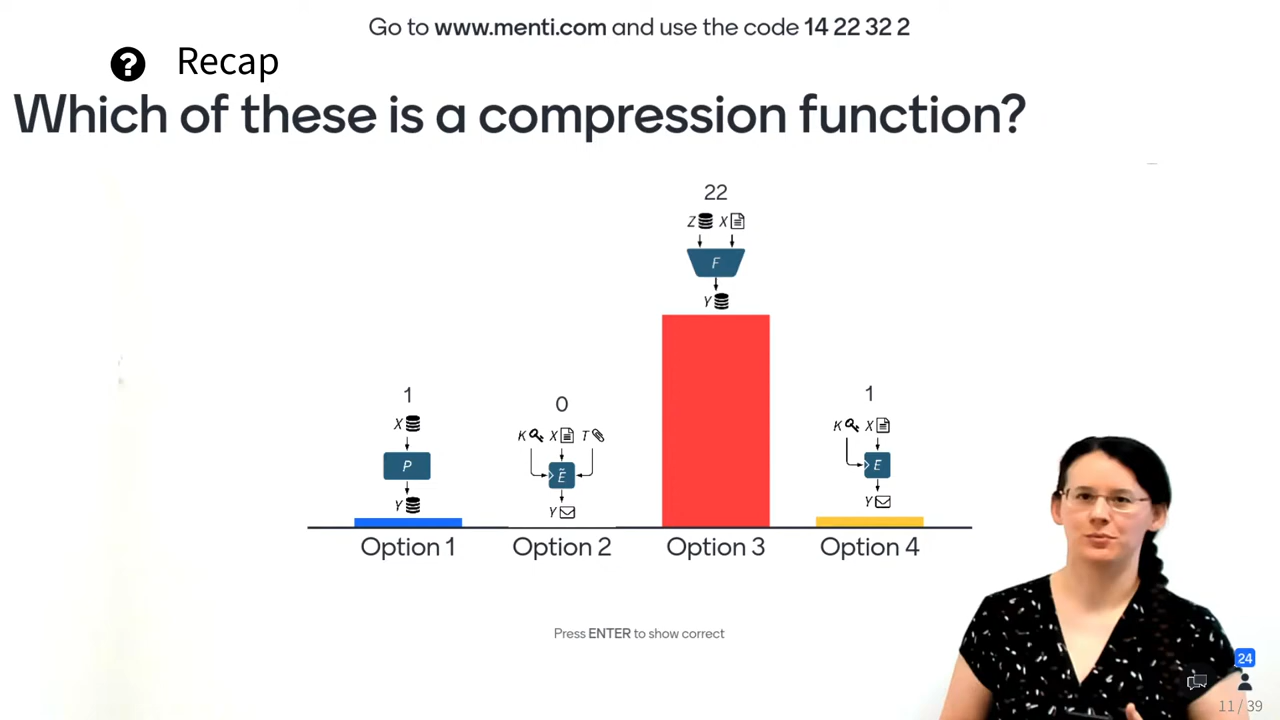 Go to www.menti.com and use the code 14 22 32 2
? Recap
Which of these is a compression function?
22
Z X
F
Y
1
X
P
Y
0
K X T
Ẽ
Y
1
K X
E
Y
Option 1 Option 2 Option 3 Option 4
Press ENTER to show correct
24
11 / 39